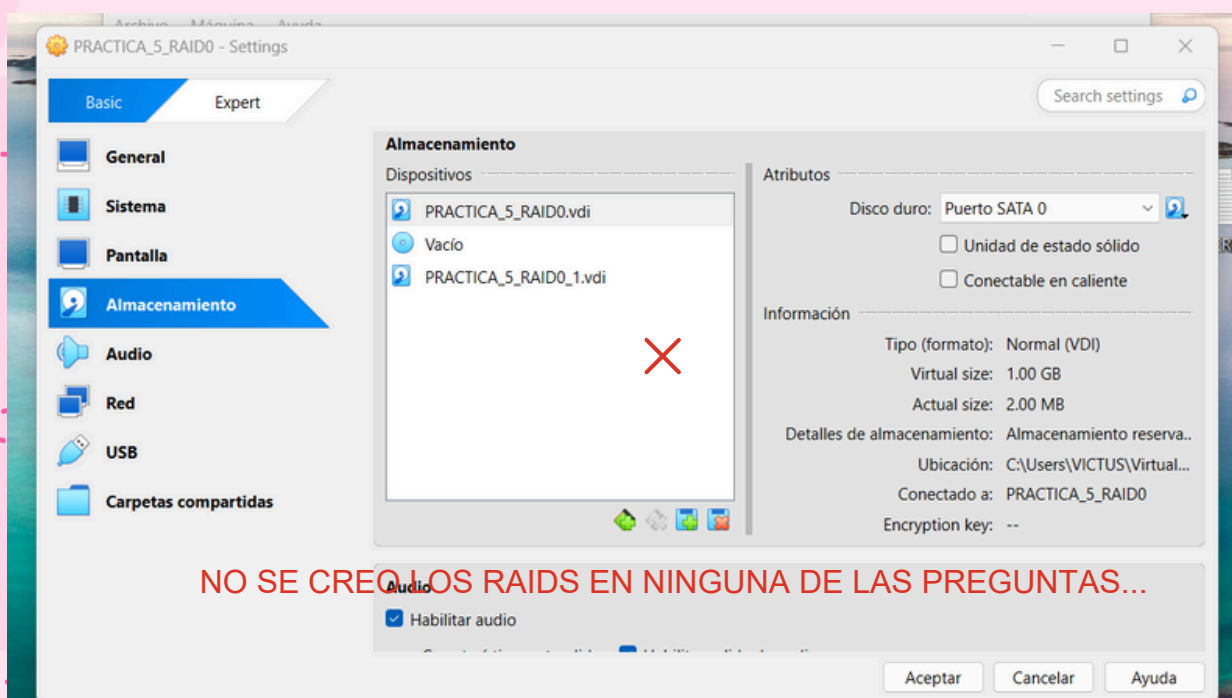 Archivo Máquina Ayuda
PRACTICA_5_RAID0 - Settings
Basic Expert
Search settings
General
Sistema
Pantalla
Almacenamiento
Audio
Red
USB
Carpetas compartidas
Almacenamiento
Dispositivos
PRACTICA_5_RAID0.vdi
Vacío
PRACTICA_5_RAID0_1.vdi
Atributos
Disco duro: Puerto SATA 0
Unidad de estado sólido
Conectable en caliente
Información
Tipo (formato): Normal (VDI)
Virtual size: 1.00 GB
Actual size: 2.00 MB
Detalles de almacenamiento: Almacenamiento reserva..
Ubicación: C:\Users\VICTUS\Virtual...
Conectado a: PRACTICA_5_RAID0
Encryption key: --
NO SE CREO LOS RAIDS EN NINGUNA DE LAS PREGUNTAS...
Audio
Habilitar audio
Aceptar Cancelar Ayuda